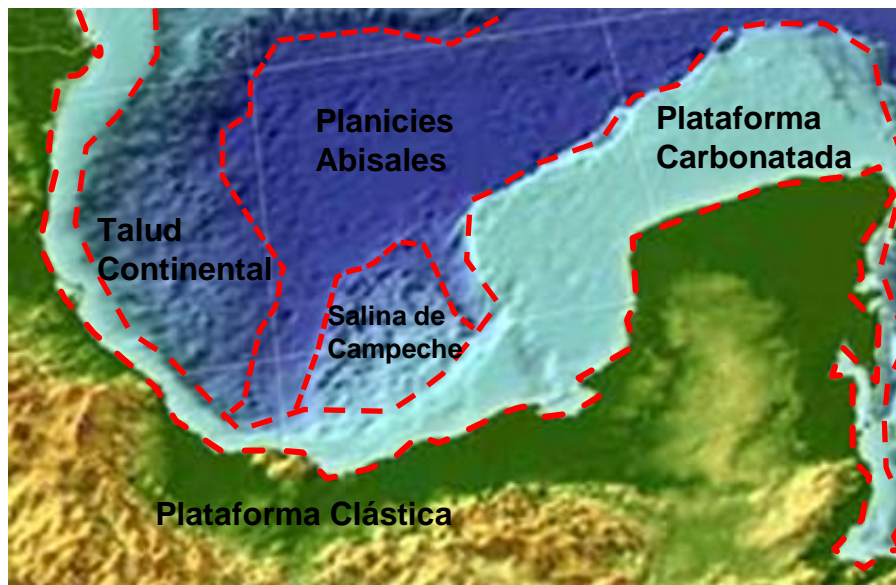 Planicies
Abisales
Plataforma
Carbonatada
Talud
Continental
Salina de
Campeche
Plataforma Clástica